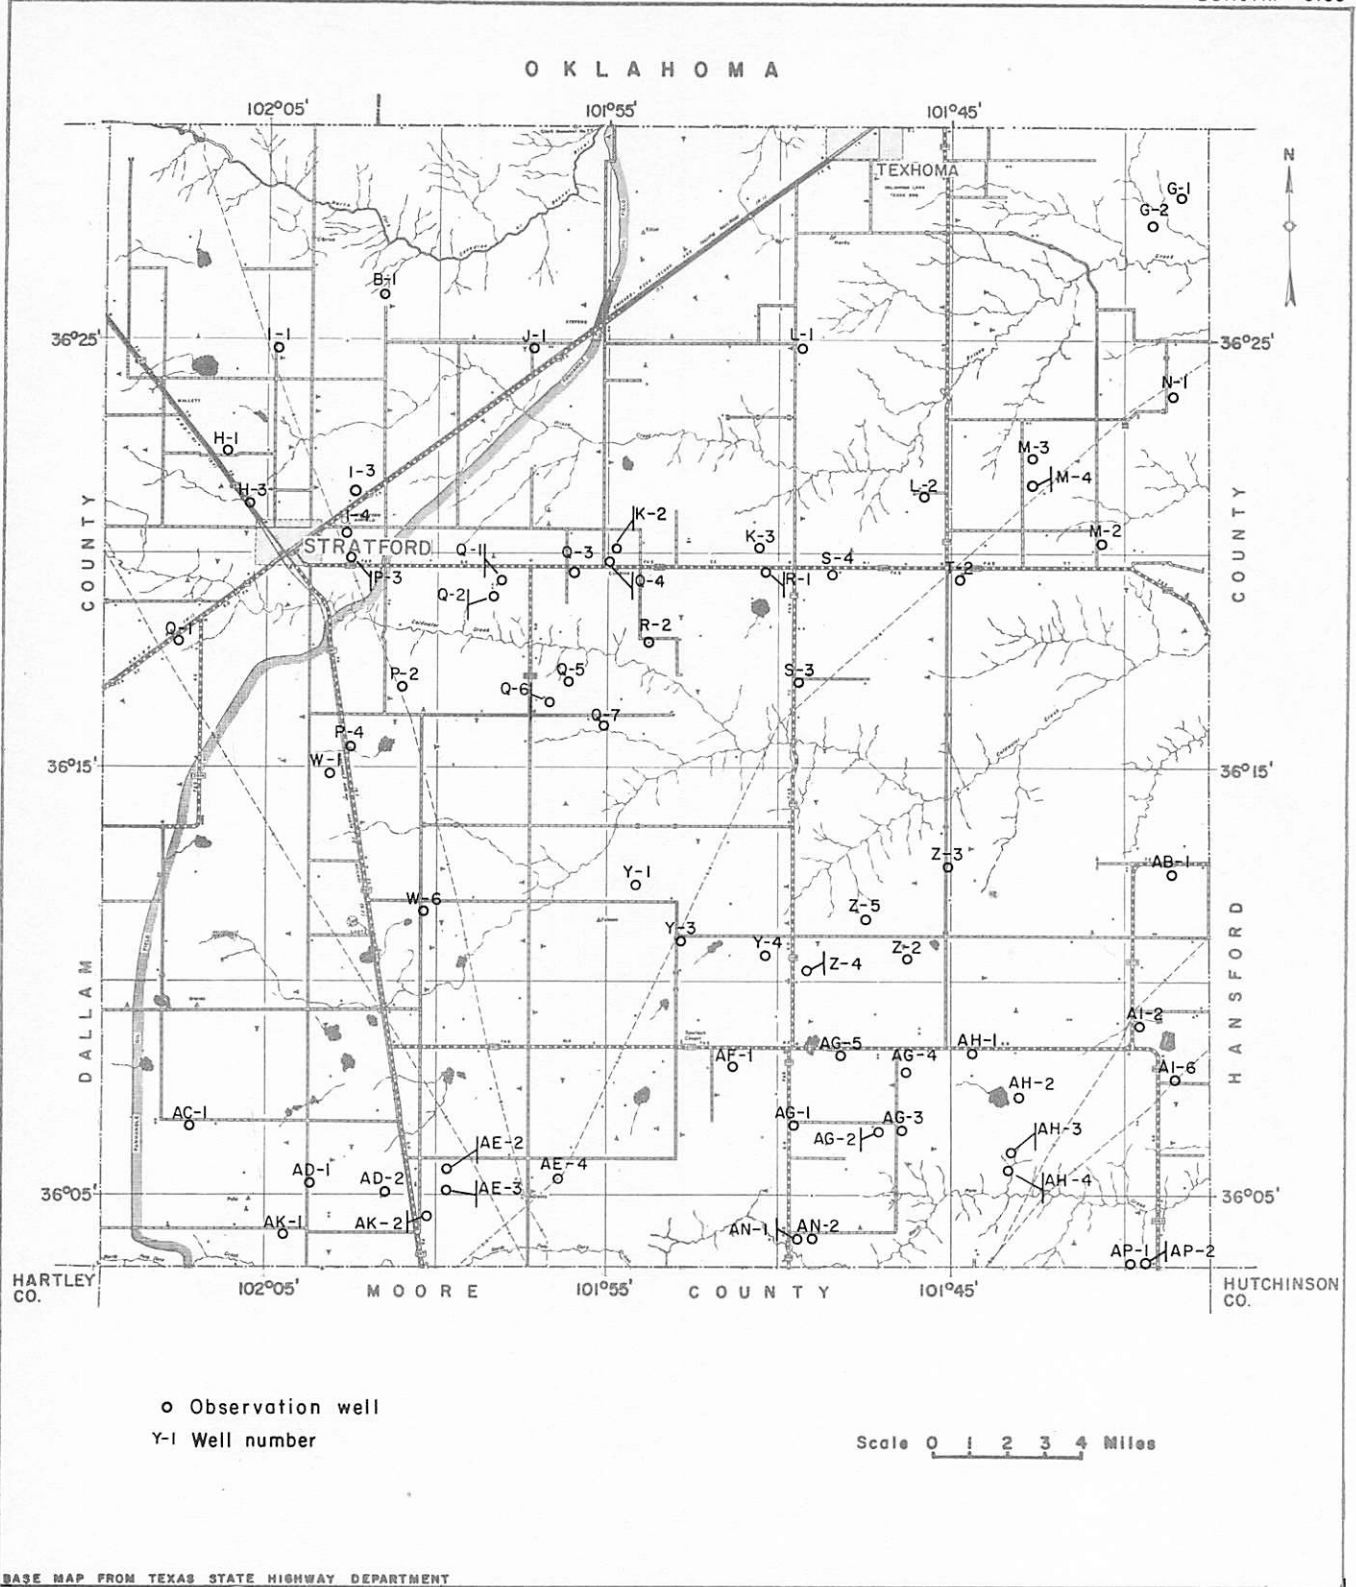 OKLAHOMA
102°05' 101°55' 101°45'
TEXHOMA
N
G-1
G-2
B-1
36°25' I-1 J-1 L-1 36°25'
N-1
H-1
M-3
I-3 M-4
H-3 L-2
I-4 K-2
M-2
STRATFORD Q-1 Q-3 K-3
P-3 Q-4 R-1 S-4 T-2
Q-2
COUNTY COUNTY
O-1 R-2
P-2 Q-5 S-3
Q-6
Q-7
P-4
W-1
36°15' 36°15'
Z-3 AB-1
Y-1
W-6 Z-5
Y-3 Y-4 Z-2
Z-4
DALLAM HANSFORD
AI-2
AG-5 AH-1
AF-1 AG-4
AI-6
AH-2
AC-1 AG-1 AG-3
AG-2 AH-3
AE-2
AD-1 AE-4
AD-2 AH-4
AE-3
36°05' 36°05'
AK-1 AK-2 AN-1 AN-2
AP-1 AP-2
HARTLEY CO. 102°05' MOORE 101°55' COUNTY 101°45' HUTCHINSON CO.
Observation well
Y-1 Well number
Scale 0 1 2 3 4 Miles
BASE MAP FROM TEXAS STATE HIGHWAY DEPARTMENT